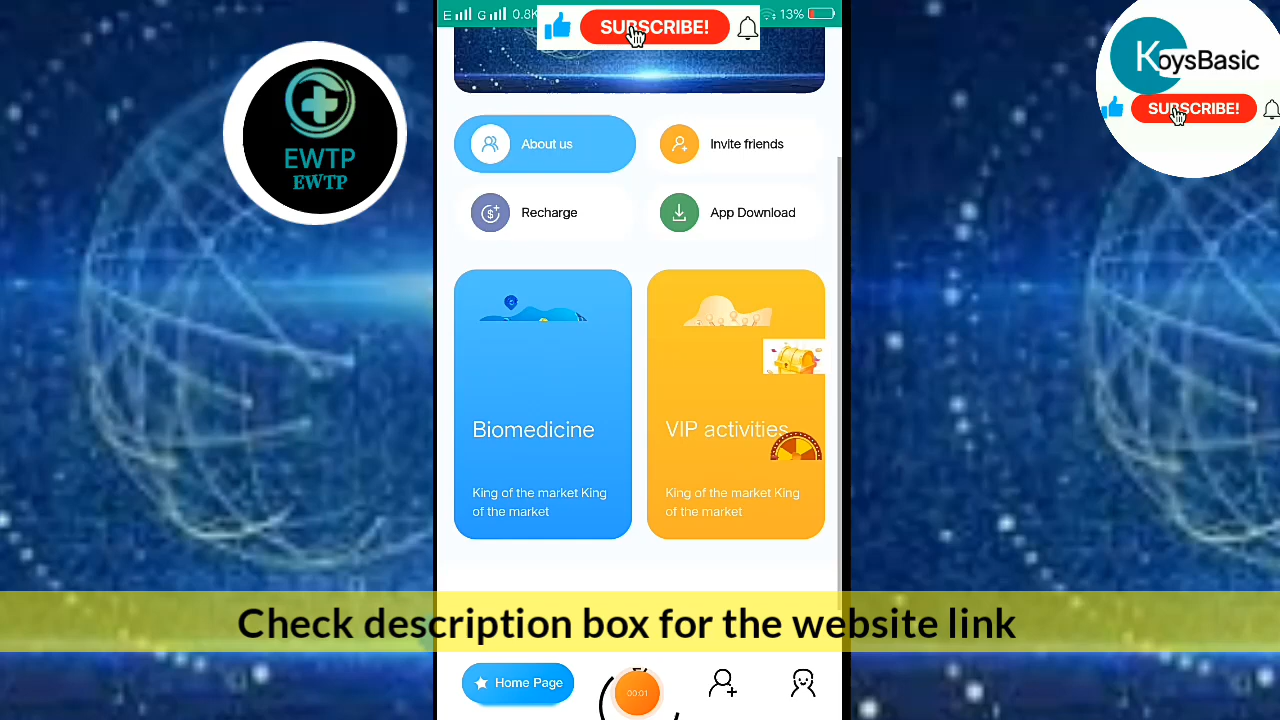 E G 0.8K
SUBSCRIBE!
13%
KoysBasic
SUBSCRIBE!
EWTP
EWTP
About us
Invite friends
Recharge
App Download
Biomedicine
King of the market King
of the market
VIP activities
King of the market King
of the market
Check description box for the website link
Home Page
00:01